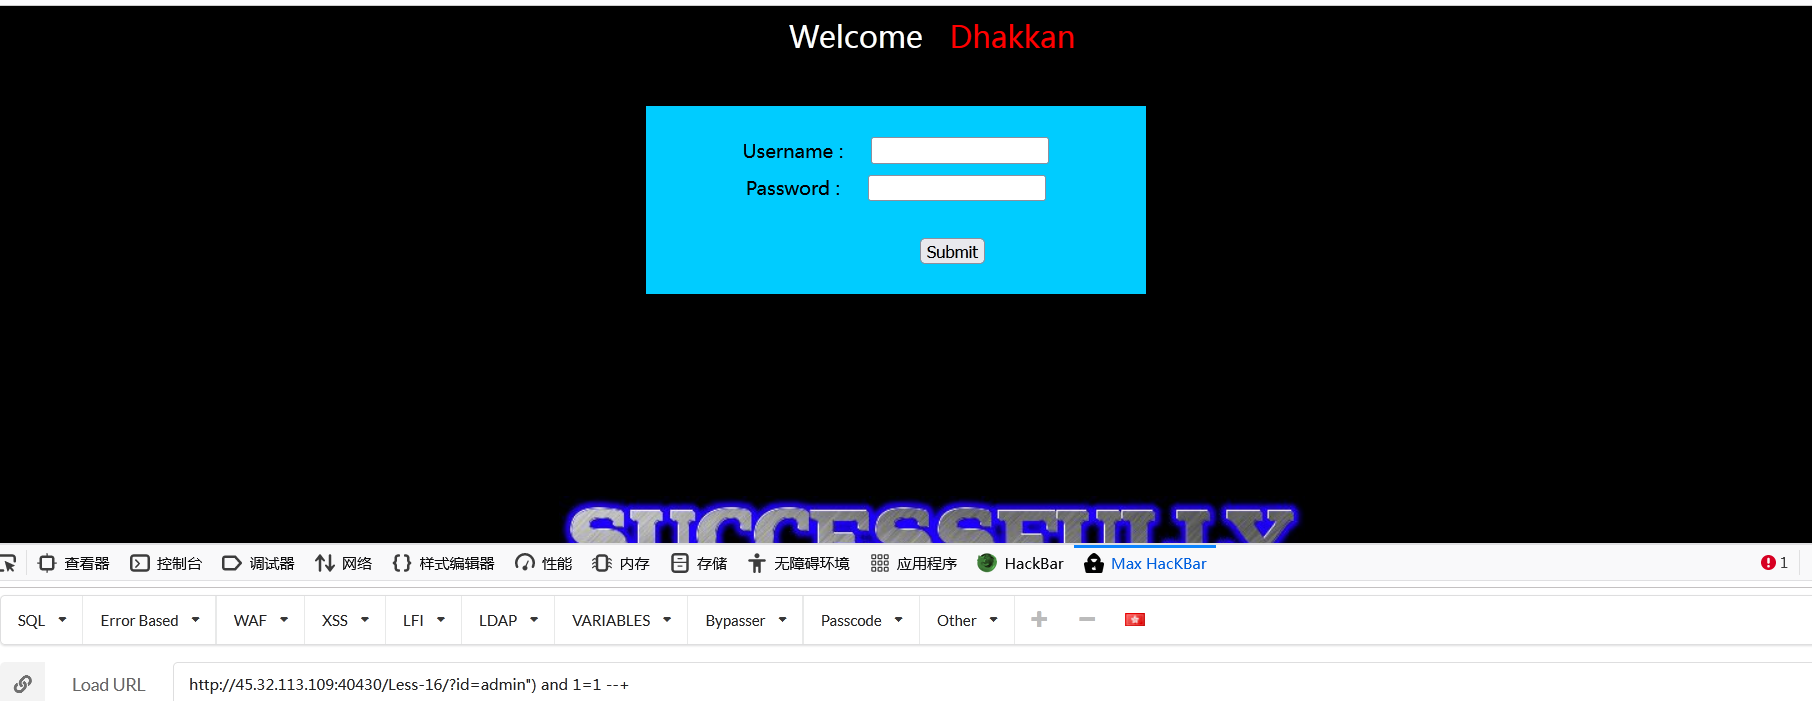 Welcome Dhakkan
Username :
Password :
Submit
SUCCESSFULLY
查看器 控制台 调试器 网络 {} 样式编辑器 性能 内存 存储 无障碍环境 应用程序 HackBar Max HacKBar 1
SQL Error Based WAF XSS LFI LDAP VARIABLES Bypasser Passcode Other
Load URL http://45.32.113.109:40430/Less-16/?id=admin") and 1=1 --+